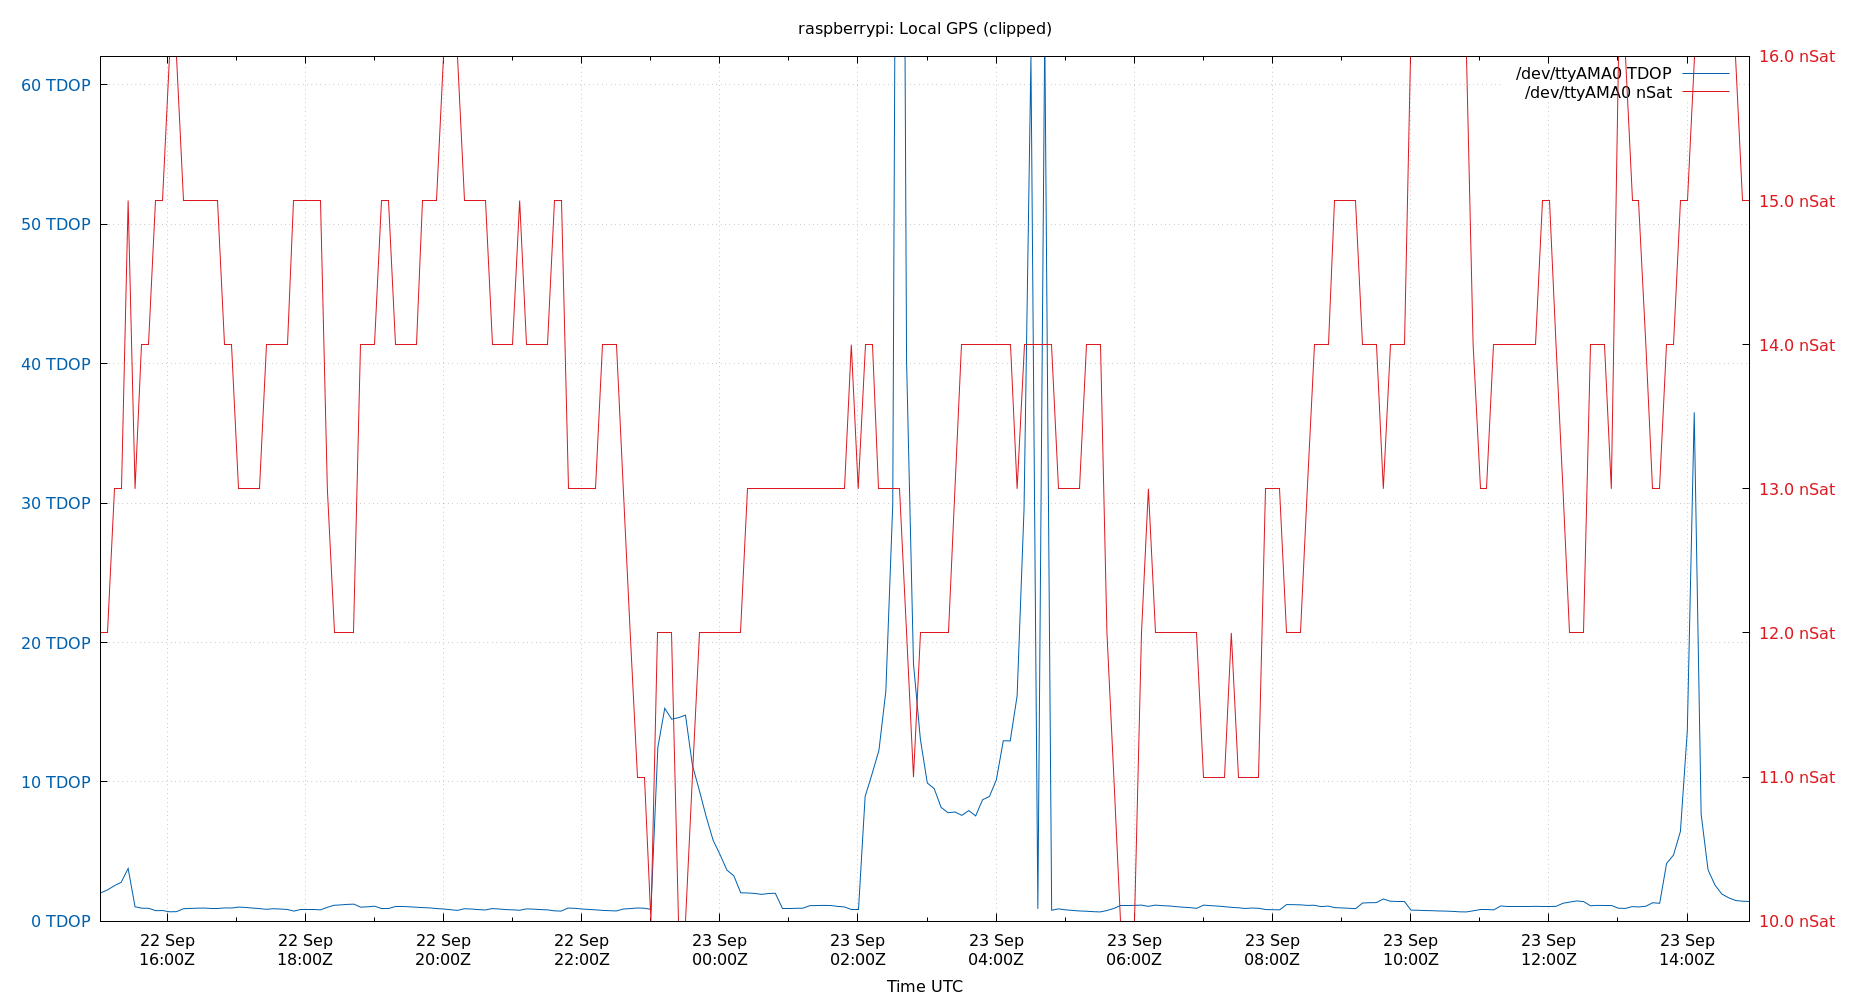 raspberrypi: Local GPS (clipped)
60 TDOP
50 TDOP
40 TDOP
30 TDOP
20 TDOP
10 TDOP
0 TDOP
16.0 nSat
15.0 nSat
14.0 nSat
13.0 nSat
12.0 nSat
11.0 nSat
10.0 nSat
/dev/ttyAMA0 TDOP
/dev/ttyAMA0 nSat
22 Sep
16:00Z
22 Sep
18:00Z
22 Sep
20:00Z
22 Sep
22:00Z
23 Sep
00:00Z
23 Sep
02:00Z
23 Sep
04:00Z
23 Sep
06:00Z
23 Sep
08:00Z
23 Sep
10:00Z
23 Sep
12:00Z
23 Sep
14:00Z
Time UTC